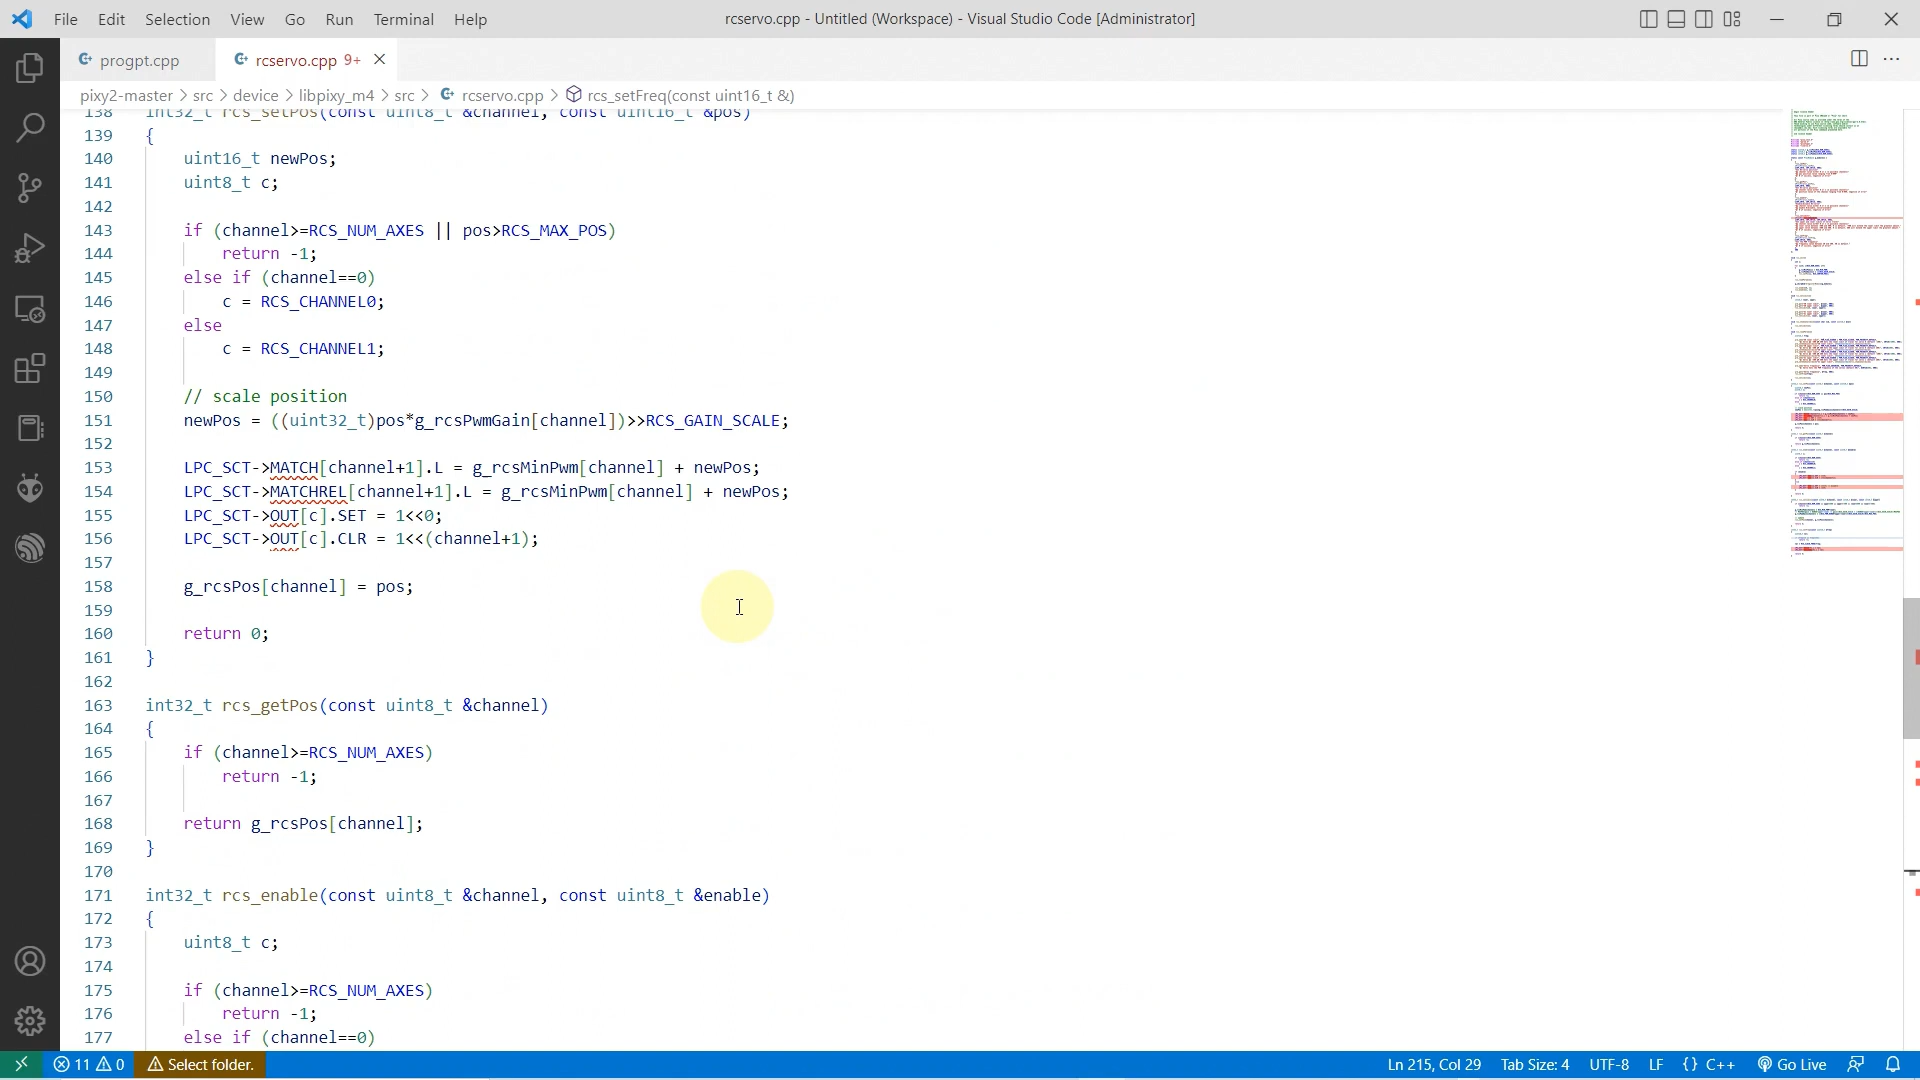 File Edit Selection View Go Run Terminal Help
rcservo.cpp - Untitled (Workspace) - Visual Studio Code [Administrator]
progpt.cpp
rcservo.cpp 9+
pixy2-master > src > device > libpixy_m4 > src > rcservo.cpp > rcs_setFreq(const uint16_t &)
138 int32_t rcs_setPos(const uint8_t &channel, const uint16_t &pos)
139 {
140 uint16_t newPos;
141 uint8_t c;
142
143 if (channel>=RCS_NUM_AXES || pos>RCS_MAX_POS)
144 return -1;
145 else if (channel==0)
146 c = RCS_CHANNEL0;
147 else
148 c = RCS_CHANNEL1;
149
150 // scale position
151 newPos = ((uint32_t)pos*g_rcsPwmGain[channel])>>RCS_GAIN_SCALE;
152
153 LPC_SCT->MATCH[channel+1].L = g_rcsMinPwm[channel] + newPos;
154 LPC_SCT->MATCHREL[channel+1].L = g_rcsMinPwm[channel] + newPos;
155 LPC_SCT->OUT[c].SET = 1<<0;
156 LPC_SCT->OUT[c].CLR = 1<<(channel+1);
157
158 g_rcsPos[channel] = pos;
159
160 return 0;
161 }
162
163 int32_t rcs_getPos(const uint8_t &channel)
164 {
165 if (channel>=RCS_NUM_AXES)
166 return -1;
167
168 return g_rcsPos[channel];
169 }
170
171 int32_t rcs_enable(const uint8_t &channel, const uint8_t &enable)
172 {
173 uint8_t c;
174
175 if (channel>=RCS_NUM_AXES)
176 return -1;
177 else if (channel==0)
11 0 Select folder. Ln 215, Col 29 Tab Size: 4 UTF-8 LF {} C++ Go Live